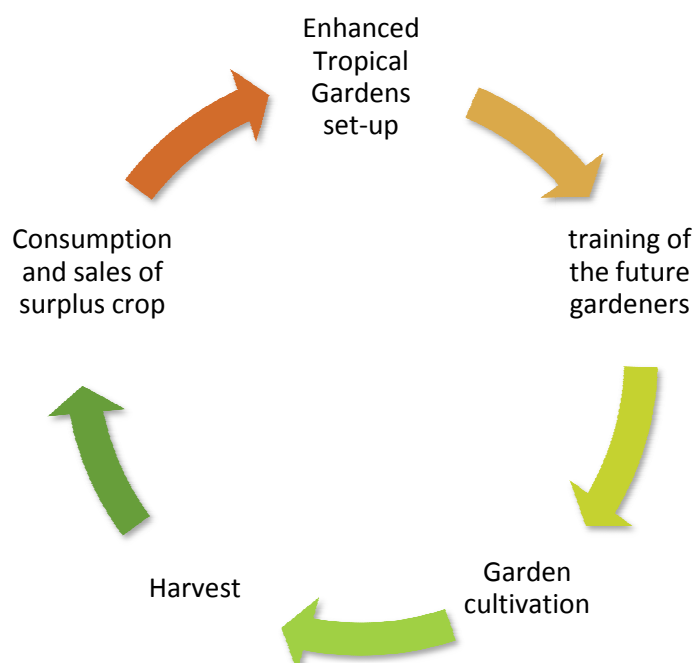 Enhanced
Tropical
Gardens
set-up
training of
the future
gardeners
Garden
cultivation
Harvest
Consumption
and sales of
surplus crop